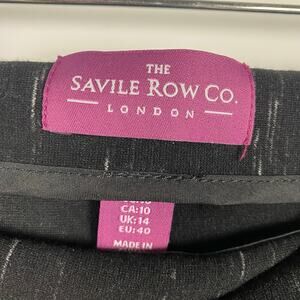 THE
SAVILE ROW CO.
LONDON
CA:10
UK:14
EU:40
MADE IN